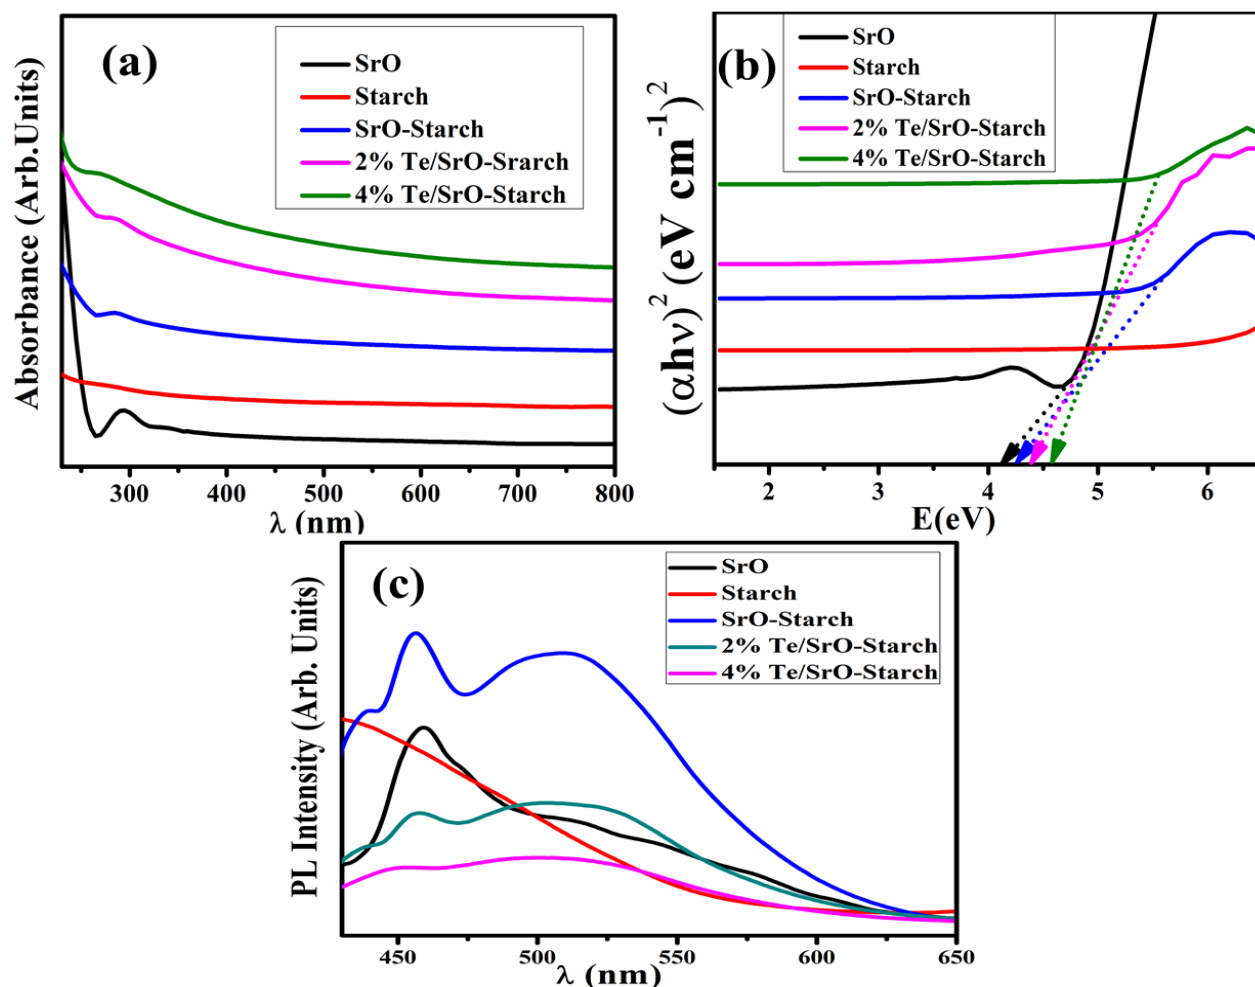 (a)
SrO
Starch
SrO-Starch
2% Te/SrO-Srarch
4% Te/SrO-Starch
Absorbance (Arb.Units)
300 400 500 600 700 800
λ (nm)
(b)
SrO
Starch
SrO-Starch
2% Te/SrO-Starch
4% Te/SrO-Starch
(αhν)² (eV cm⁻¹)²
2 3 4 5 6
E(eV)
(c)
SrO
Starch
SrO-Starch
2% Te/SrO-Starch
4% Te/SrO-Starch
PL Intensity (Arb. Units)
450 500 550 600 650
λ (nm)